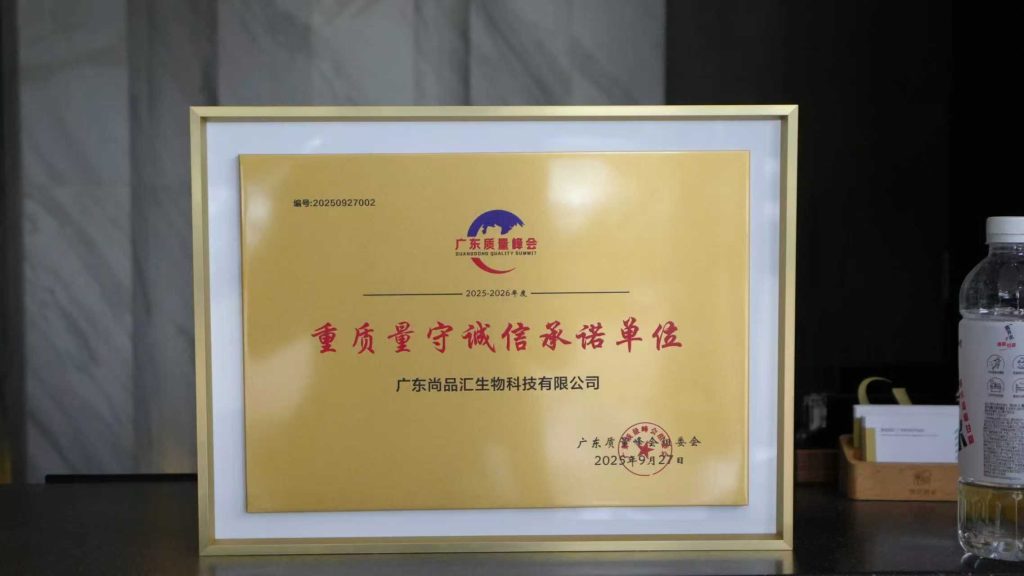 编号:20250927002
广东质量峰会
GUANGDONG QUALITY SUMMIT
2025-2026年度
重质量守诚信承诺单位
广东尚品汇生物科技有限公司
广东质量峰会组委会
2025年9月27日